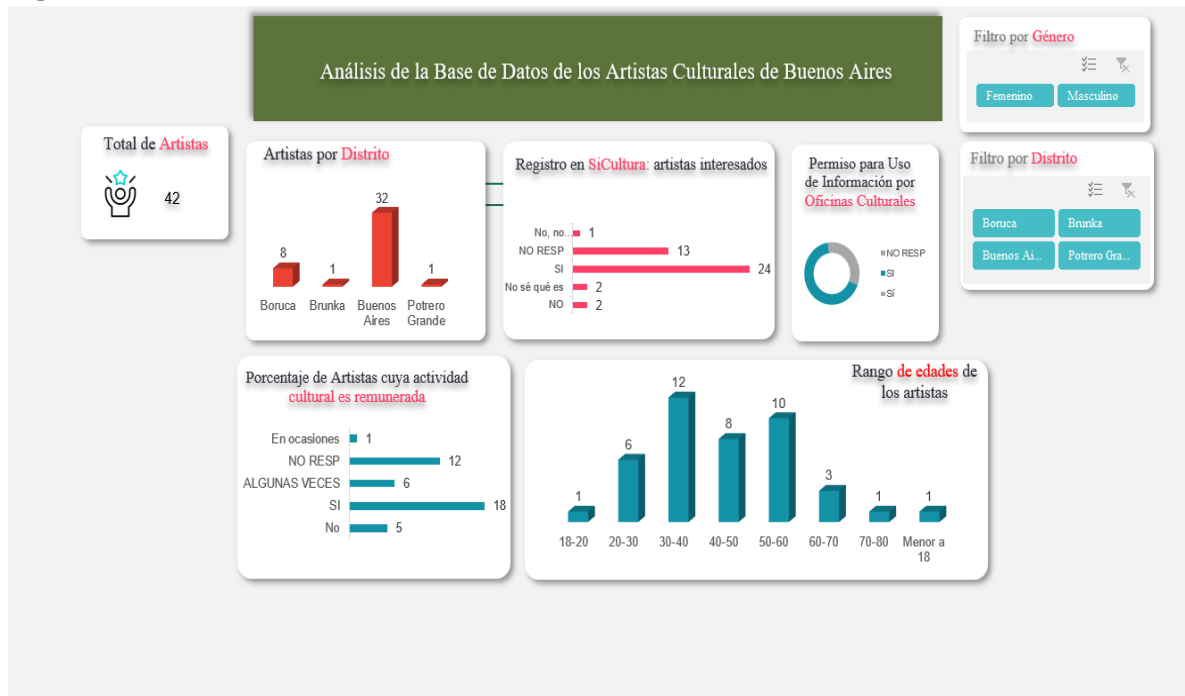 Análisis de la Base de Datos de los Artistas Culturales de Buenos Aires
Filtro por Género
Femenino
Masculino
Total de Artistas
42
Artistas por Distrito
8
1
32
1
Boruca
Brunka
Buenos Aires
Potrero Grande
Registro en SiCultura: artistas interesados
No, no... 1
NO RESP 13
SI 24
No sé qué es 2
NO 2
Permiso para Uso
de Información por
Oficinas Culturales
NO RESP
SI
Sí
Filtro por Distrito
Boruca
Brunka
Buenos Ai...
Potrero Gra...
Porcentaje de Artistas cuya actividad
cultural es remunerada
En ocasiones 1
NO RESP 12
ALGUNAS VECES 6
SI 18
No 5
Rango de edades de
los artistas
1
6
12
8
10
3
1
1
18-20
20-30
30-40
40-50
50-60
60-70
70-80
Menor a 18